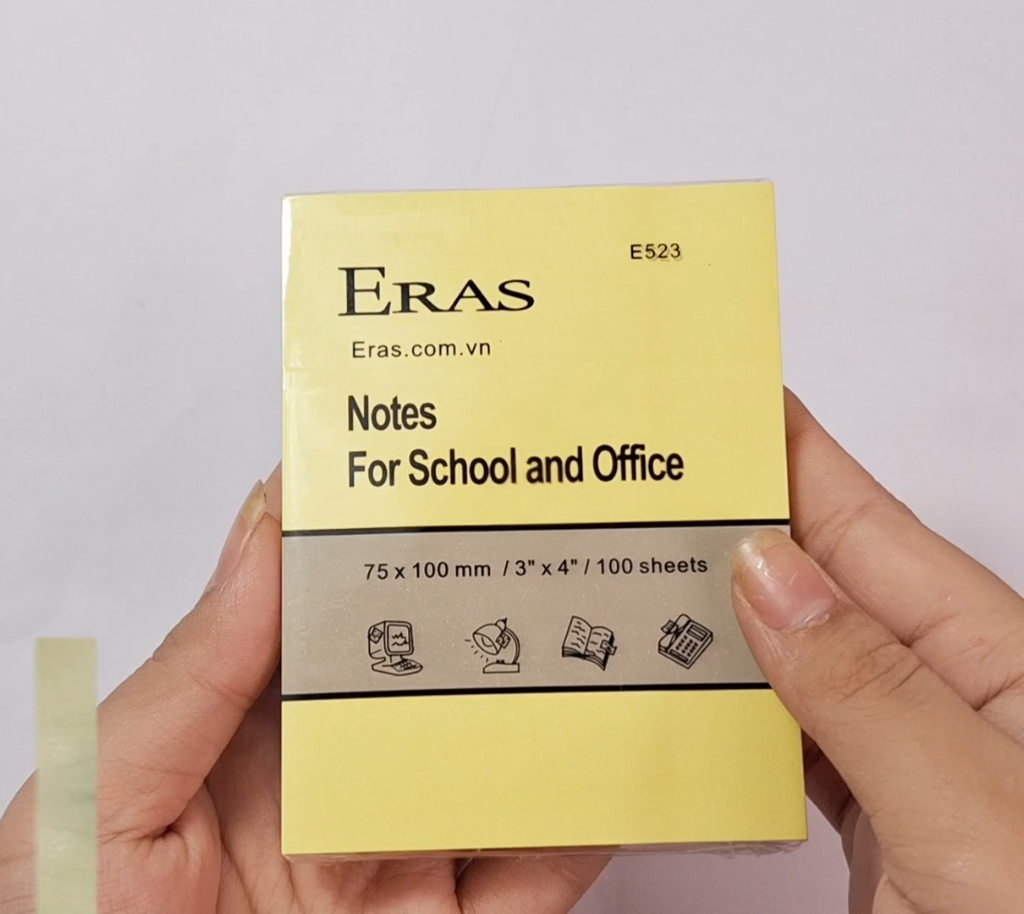 E523
ERAS
Eras.com.vn
Notes
For School and Office
75 x 100 mm / 3" x 4" / 100 sheets